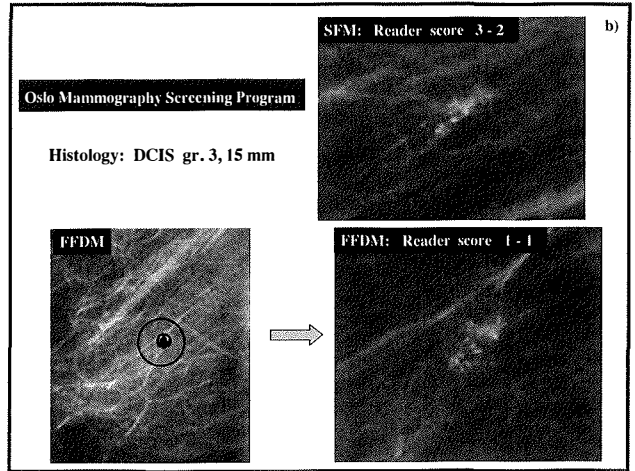 SFM: Reader score 3 - 2
b)
Oslo Mammography Screening Program
Histology: DCIS gr. 3, 15 mm
FFDM
FFDM: Reader score 1 - 1